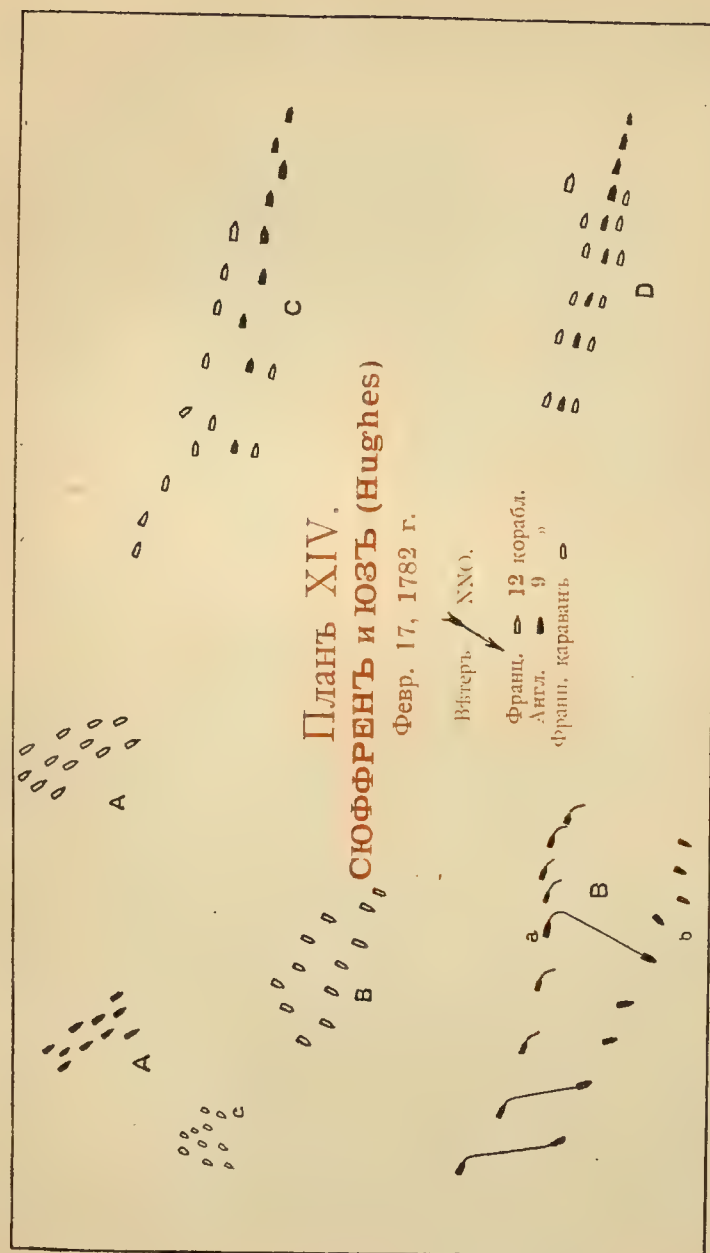 Планъ XIV.
СЮФФРЕНЪ и ЮЗЪ (Hughes)
Февр. 17, 1782 г.
Вѣтеръ NNO.
Франц. 12 корабл.
Англ. 9 „
Франц. караванъ
A
A
B
C
C
D
a
B
b